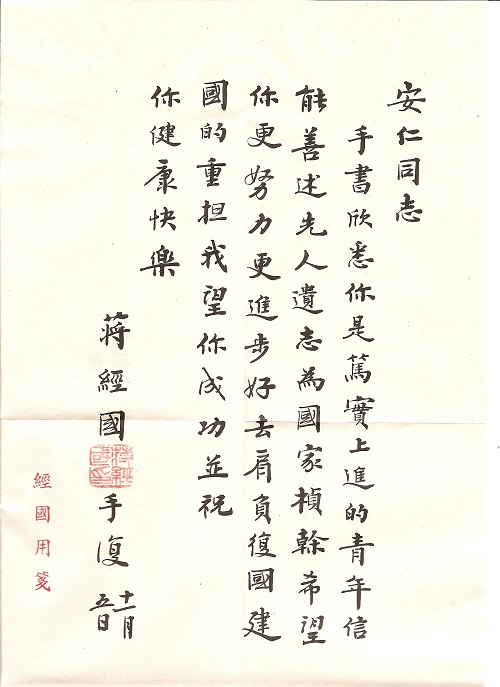 安仁同志
手書欣悉你是篤實上進的青年信
能善述先人遺志為國家楨榦希望
你更努力更進步好去肩負復國建
國的重担我望你成功並祝
你健康快樂
蔣經國手復
十一月
五日
經國用箋